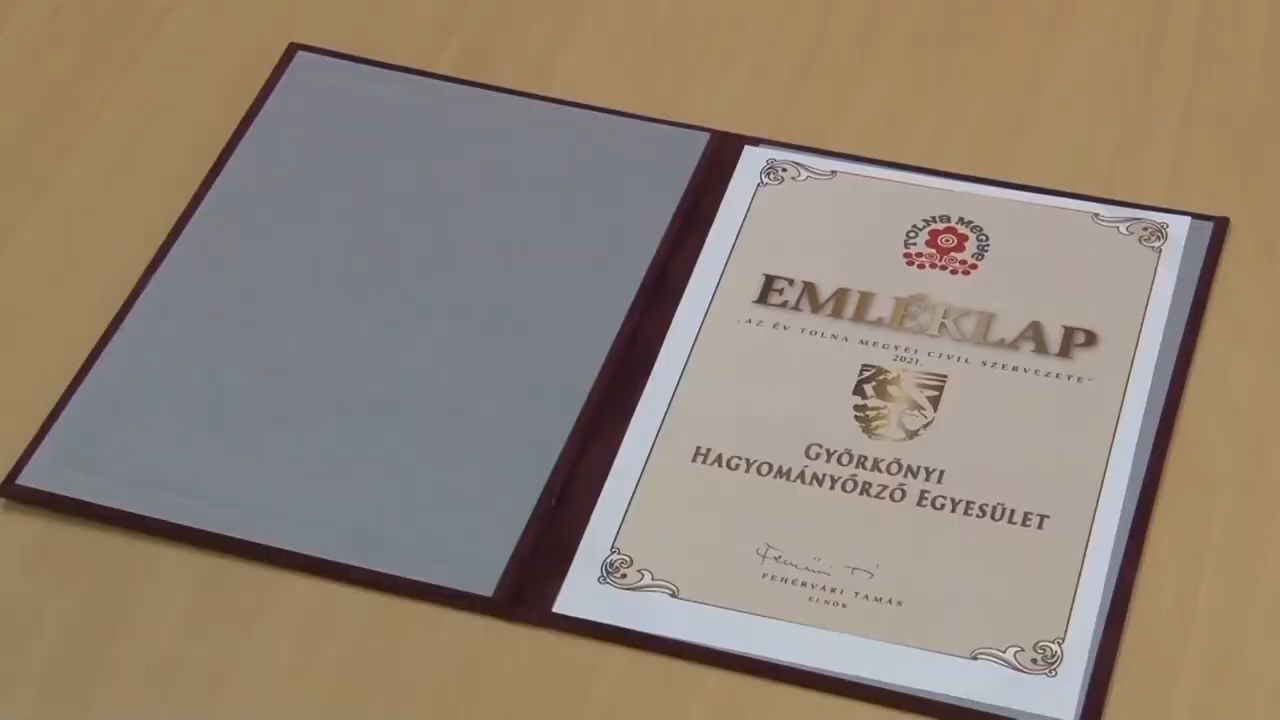 TOLNA MEGYE
EMLÉKLAP
„AZ ÉV TOLNA MEGYEI CIVIL SZERVEZETE”
2021.
GYÖRKÖNYI
HAGYOMÁNYŐRZŐ EGYESÜLET
FEHÉRVÁRI TAMÁS
ELNÖK